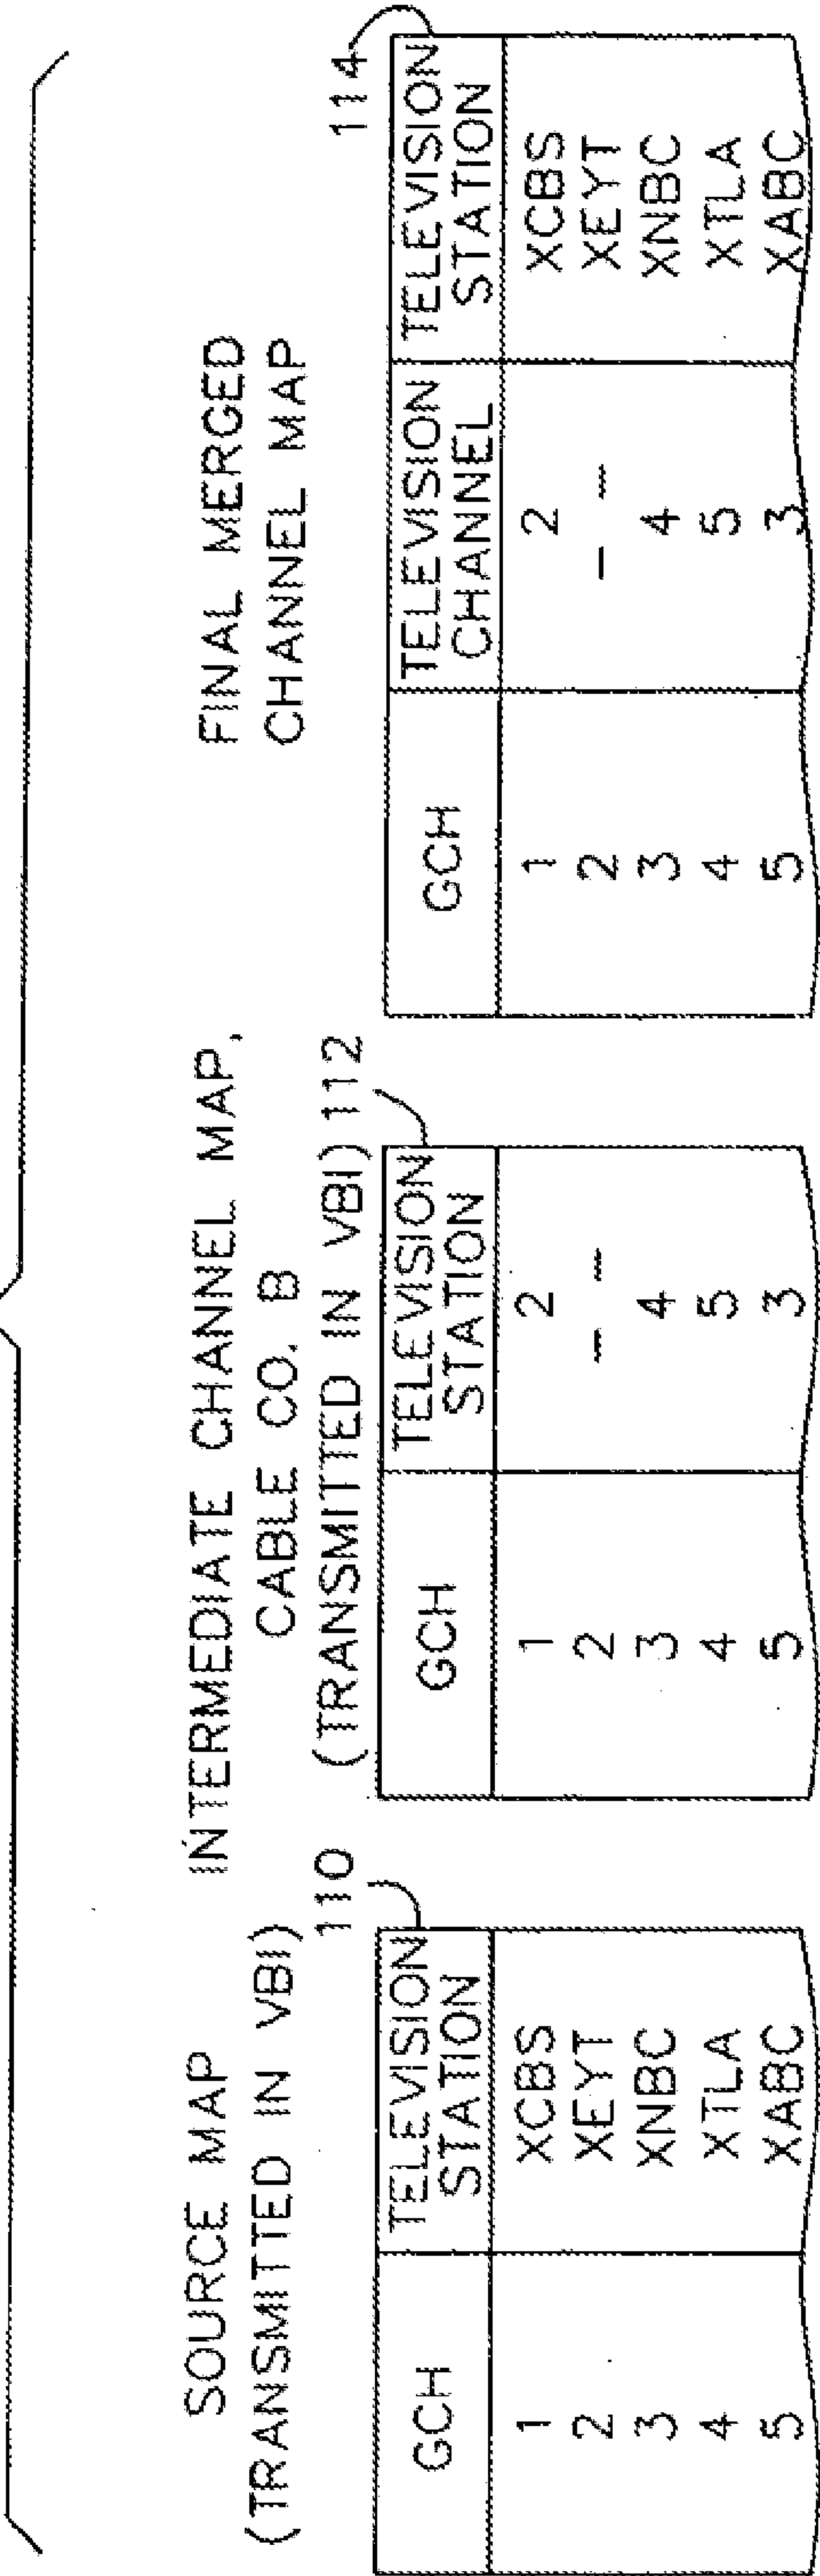 SOURCE MAP
(TRANSMITTED IN VBI)
110
GCH TELEVISION STATION
1 XCBS
2 XEYT
3 XNBC
4 XTLA
5 XABC
INTERMEDIATE CHANNEL MAP,
CABLE CO. B
(TRANSMITTED IN VBI) 112
GCH TELEVISION STATION
1 2
2 – –
3 4
4 5
5 3
FINAL MERGED
CHANNEL MAP
114
GCH TELEVISION CHANNEL TELEVISION STATION
1 2 XCBS
2 – – XEYT
3 4 XNBC
4 5 XTLA
5 3 XABC